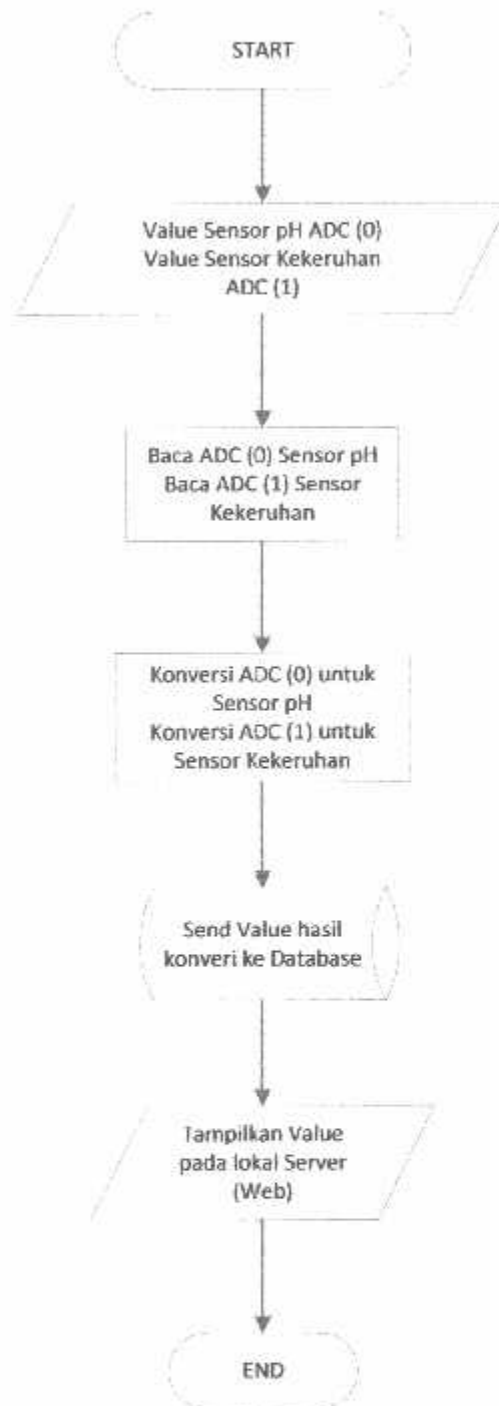 START
Value Sensor pH ADC (0)
Value Sensor Kekeruhan
ADC (1)
Baca ADC (0) Sensor pH
Baca ADC (1) Sensor
Kekeruhan
Konversi ADC (0) untuk
Sensor pH
Konversi ADC (1) untuk
Sensor Kekeruhan
Send Value hasil
konveri ke Database
Tampilkan Value
pada lokal Server
(Web)
END